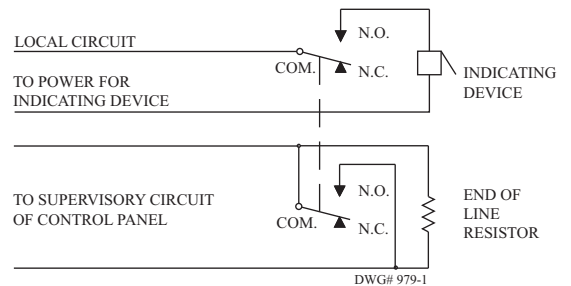 LOCAL CIRCUIT
N.O.
COM.
N.C.
TO POWER FOR
INDICATING DEVICE
INDICATING
DEVICE
TO SUPERVISORY CIRCUIT
OF CONTROL PANEL
N.O.
COM.
N.C.
END OF
LINE
RESISTOR
DWG# 979-1